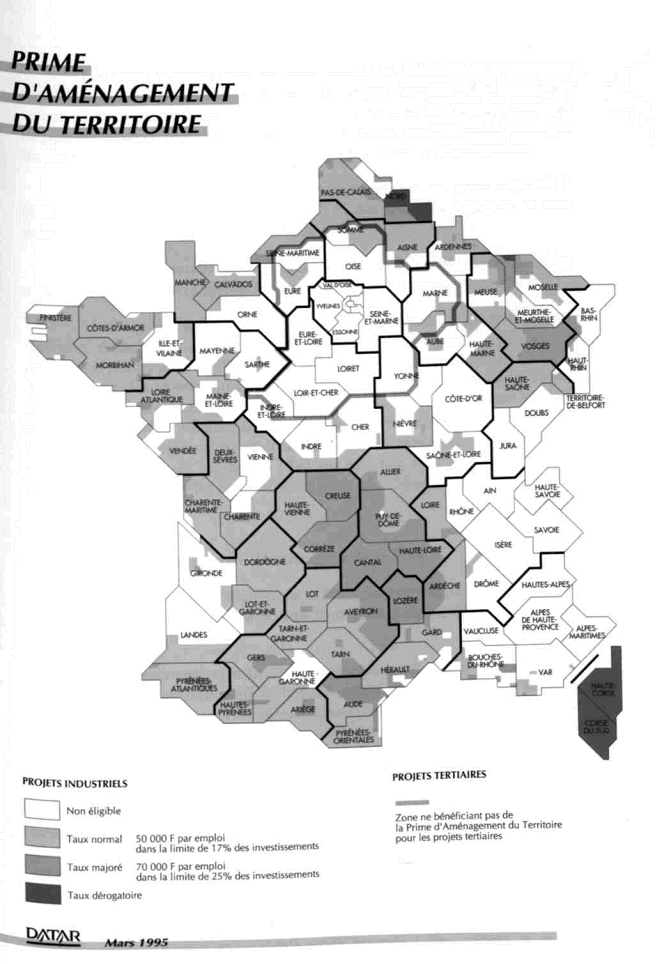 PRIME
D'AMÉNAGEMENT
DU TERRITOIRE
PAS-DE-CALAIS
NORD
SOMME
SEINE-MARITIME
AISNE
ARDENNES
OISE
MANCHE
CALVADOS
EURE
VAL D'OISE
YVELINES
ESSONNE
SEINE-
ET-MARNE
MARNE
MEUSE
MOSELLE
MEURTHE-
ET-MOSELLE
BAS-
RHIN
ORNE
FINISTÈRE
CÔTES-D'ARMOR
MORBIHAN
ILLE-ET-
VILAINE
MAYENNE
SARTHE
EURE-
ET-LOIRE
LOIRET
AUBE
HAUTE-
MARNE
VOSGES
HAUT-
RHIN
LOIRE
ATLANTIQUE
MAINE-
ET-LOIRE
INDRE-
ET-LOIRE
LOIR-ET-CHER
YONNE
CÔTE-D'OR
HAUTE-
SAÔNE
TERRITOIRE-
DE-BELFORT
DOUBS
CHER
NIÈVRE
INDRE
SAÔNE-ET-LOIRE
JURA
VENDÉE
DEUX-
SÈVRES
VIENNE
ALLIER
AIN
HAUTE-
SAVOIE
CHARENTE-
MARITIME
CHARENTE
HAUTE-
VIENNE
CREUSE
PUY-DE-
DÔME
LOIRE
RHÔNE
SAVOIE
ISÈRE
CORRÈZE
CANTAL
HAUTE-LOIRE
DORDOGNE
GIRONDE
ARDÈCHE
DRÔME
HAUTES-ALPES
LOT
LOT-ET-
GARONNE
AVEYRON
LOZÈRE
ALPES
DE HAUTE-
PROVENCE
ALPES-
MARITIMES
LANDES
TARN-ET-
GARONNE
GARD
VAUCLUSE
TARN
GERS
HÉRAULT
BOUCHES-
DU-RHÔNE
VAR
HAUTE-
GARONNE
PYRÉNÉES-
ATLANTIQUES
HAUTES-
PYRÉNÉES
ARIÈGE
AUDE
PYRÉNÉES-
ORIENTALES
HAUTE-
CORSE
CORSE
DU SUD
PROJETS INDUSTRIELS
Non éligible
Taux normal 50 000 F par emploi
dans la limite de 17% des investissements
Taux majoré 70 000 F par emploi
dans la limite de 25% des investissements
Taux dérogatoire
PROJETS TERTIAIRES
Zone ne bénéficiant pas de
la Prime d'Aménagement du Territoire
pour les projets tertiaires
DATAR Mars 1995